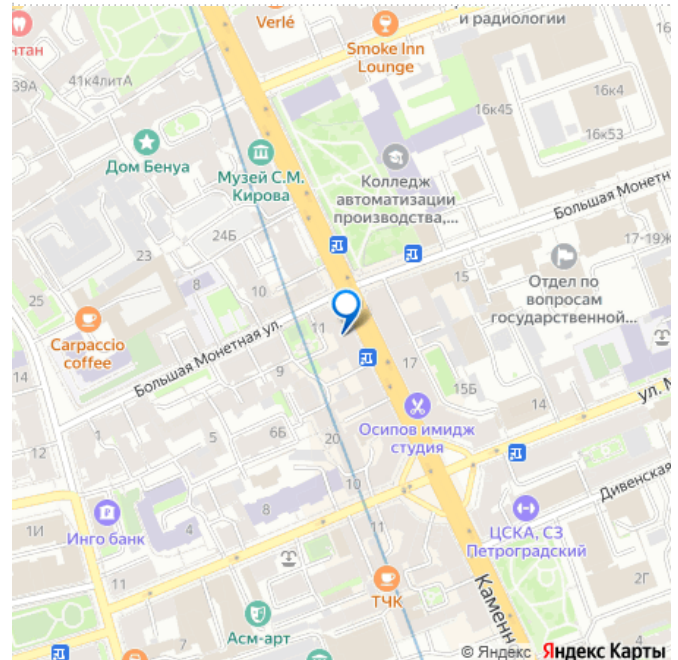 Verlé
и радиологии
16
нтан
Smoke Inn
Lounge
39А
41к4литА
16к4
16к45
16к53
Дом Бенуа
Музей С.М.
Кирова
Колледж
автоматизации
производства,...
Большая Монетн
24Б
17-19Ж
23
8
10
15
Отдел по
вопросам
государственной...
25
11
Большая Монетная ул.
Carpaccio
coffee
14
9
17
15Б
14
ул. М
Осипов имидж
студия
1
5
6Б
20
12
Дивенская
10
1И
Инго банк
4
8
11
ЦСКА, СЗ
Петроградский
11
ТЧК
2Г
Каменн
7
Асм-арт
© Яндекс Яндекс Карты